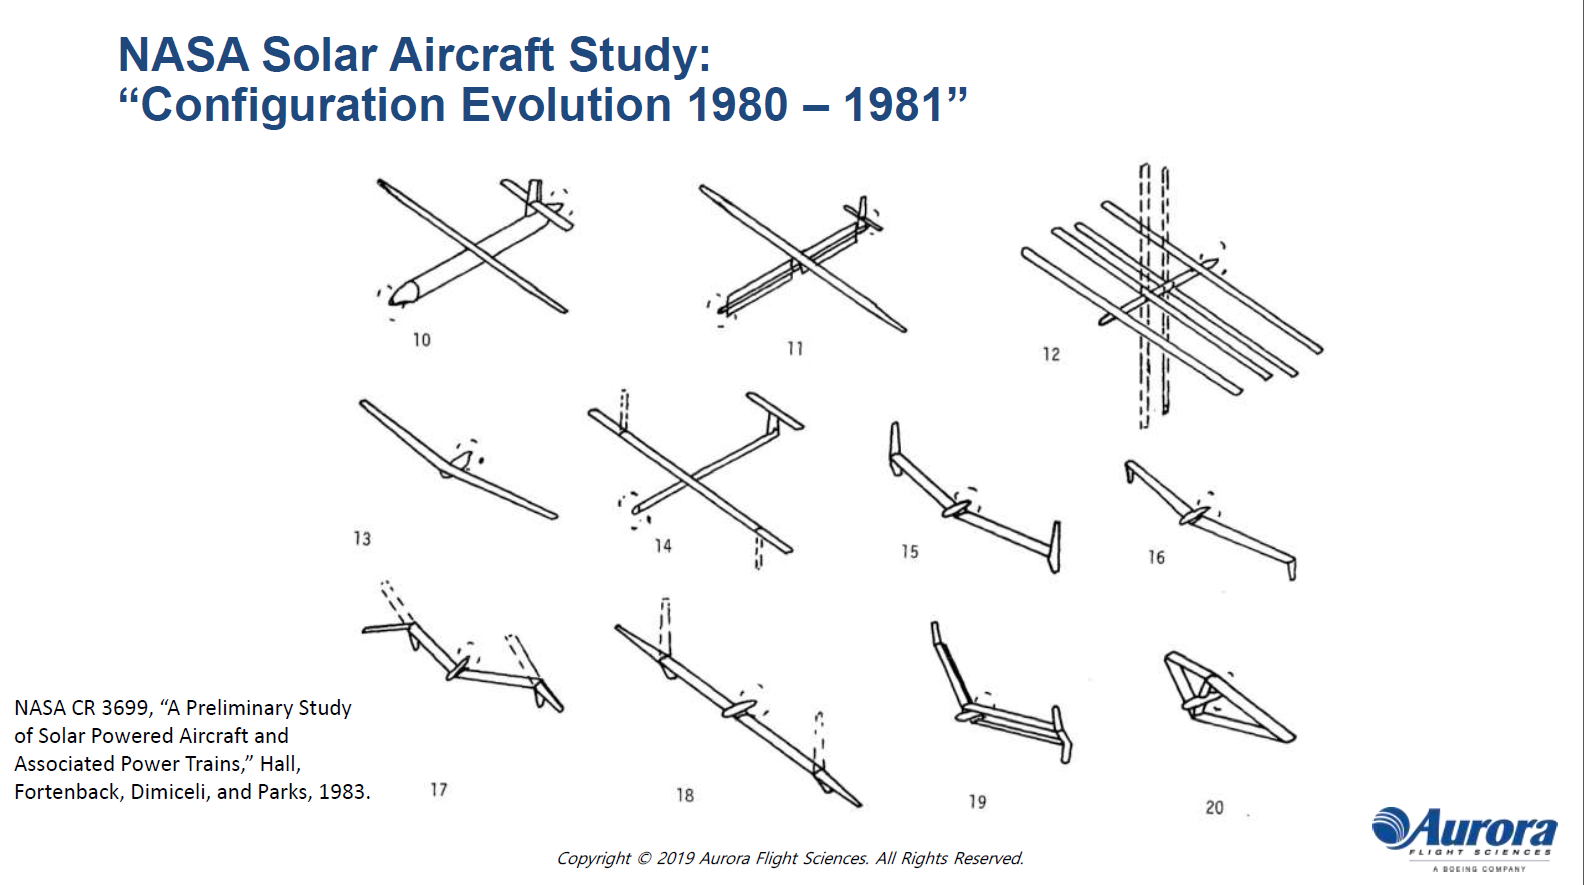 NASA Solar Aircraft Study:
“Configuration Evolution 1980 – 1981”
10
11
12
13
14
15
16
17
18
19
20
NASA CR 3699, “A Preliminary Study
of Solar Powered Aircraft and
Associated Power Trains,” Hall,
Fortenback, Dimiceli, and Parks, 1983.
Copyright © 2019 Aurora Flight Sciences. All Rights Reserved.
Aurora
FLIGHT SCIENCES
A BOEING COMPANY